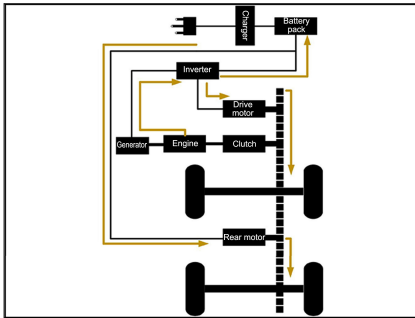 Charger
Battery
pack
Inverter
Drive
motor
Generator
Engine
Clutch
Rear motor